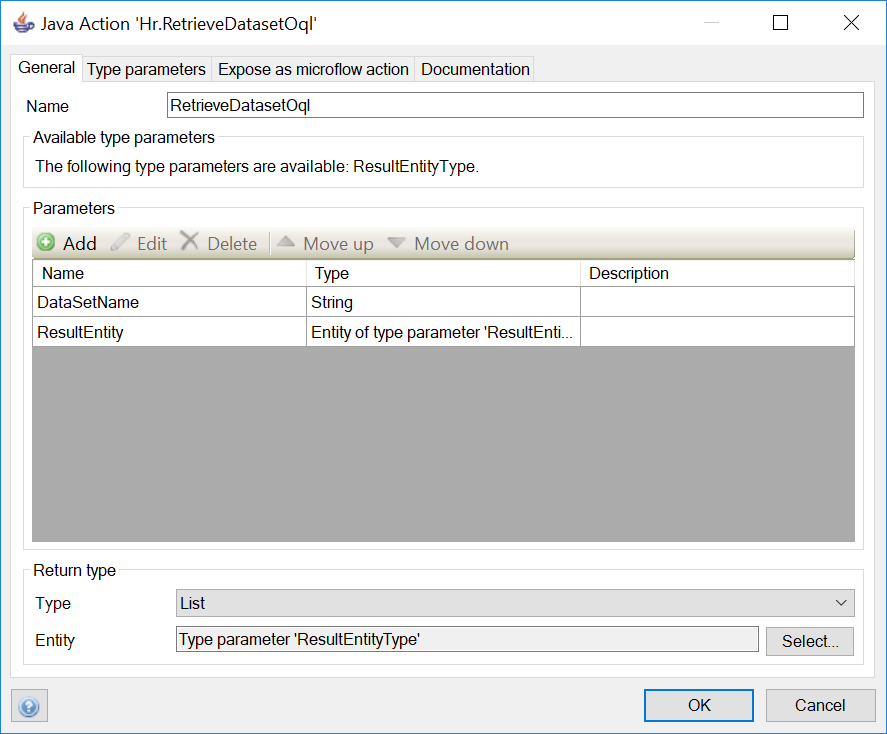 Java Action 'Hr.RetrieveDatasetOql'
General Type parameters Expose as microflow action Documentation
Name RetrieveDatasetOql
Available type parameters
The following type parameters are available: ResultEntityType.
Parameters
Add Edit Delete Move up Move down
Name Type Description
DataSetName String
ResultEntity Entity of type parameter 'ResultEnti...
Return type
Type List
Entity Type parameter 'ResultEntityType' Select...
? OK Cancel